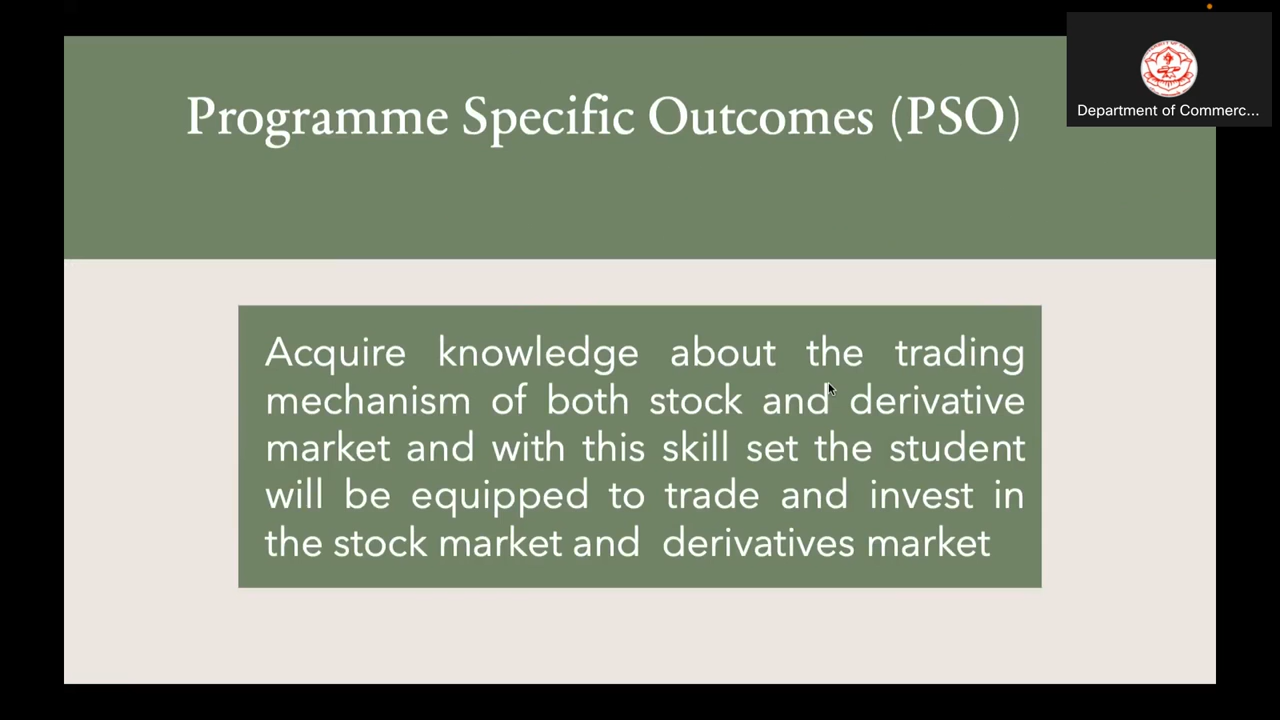 Programme Specific Outcomes (PSO)
Department of Commerc...
Acquire knowledge about the trading
mechanism of both stock and derivative
market and with this skill set the student
will be equipped to trade and invest in
the stock market and derivatives market